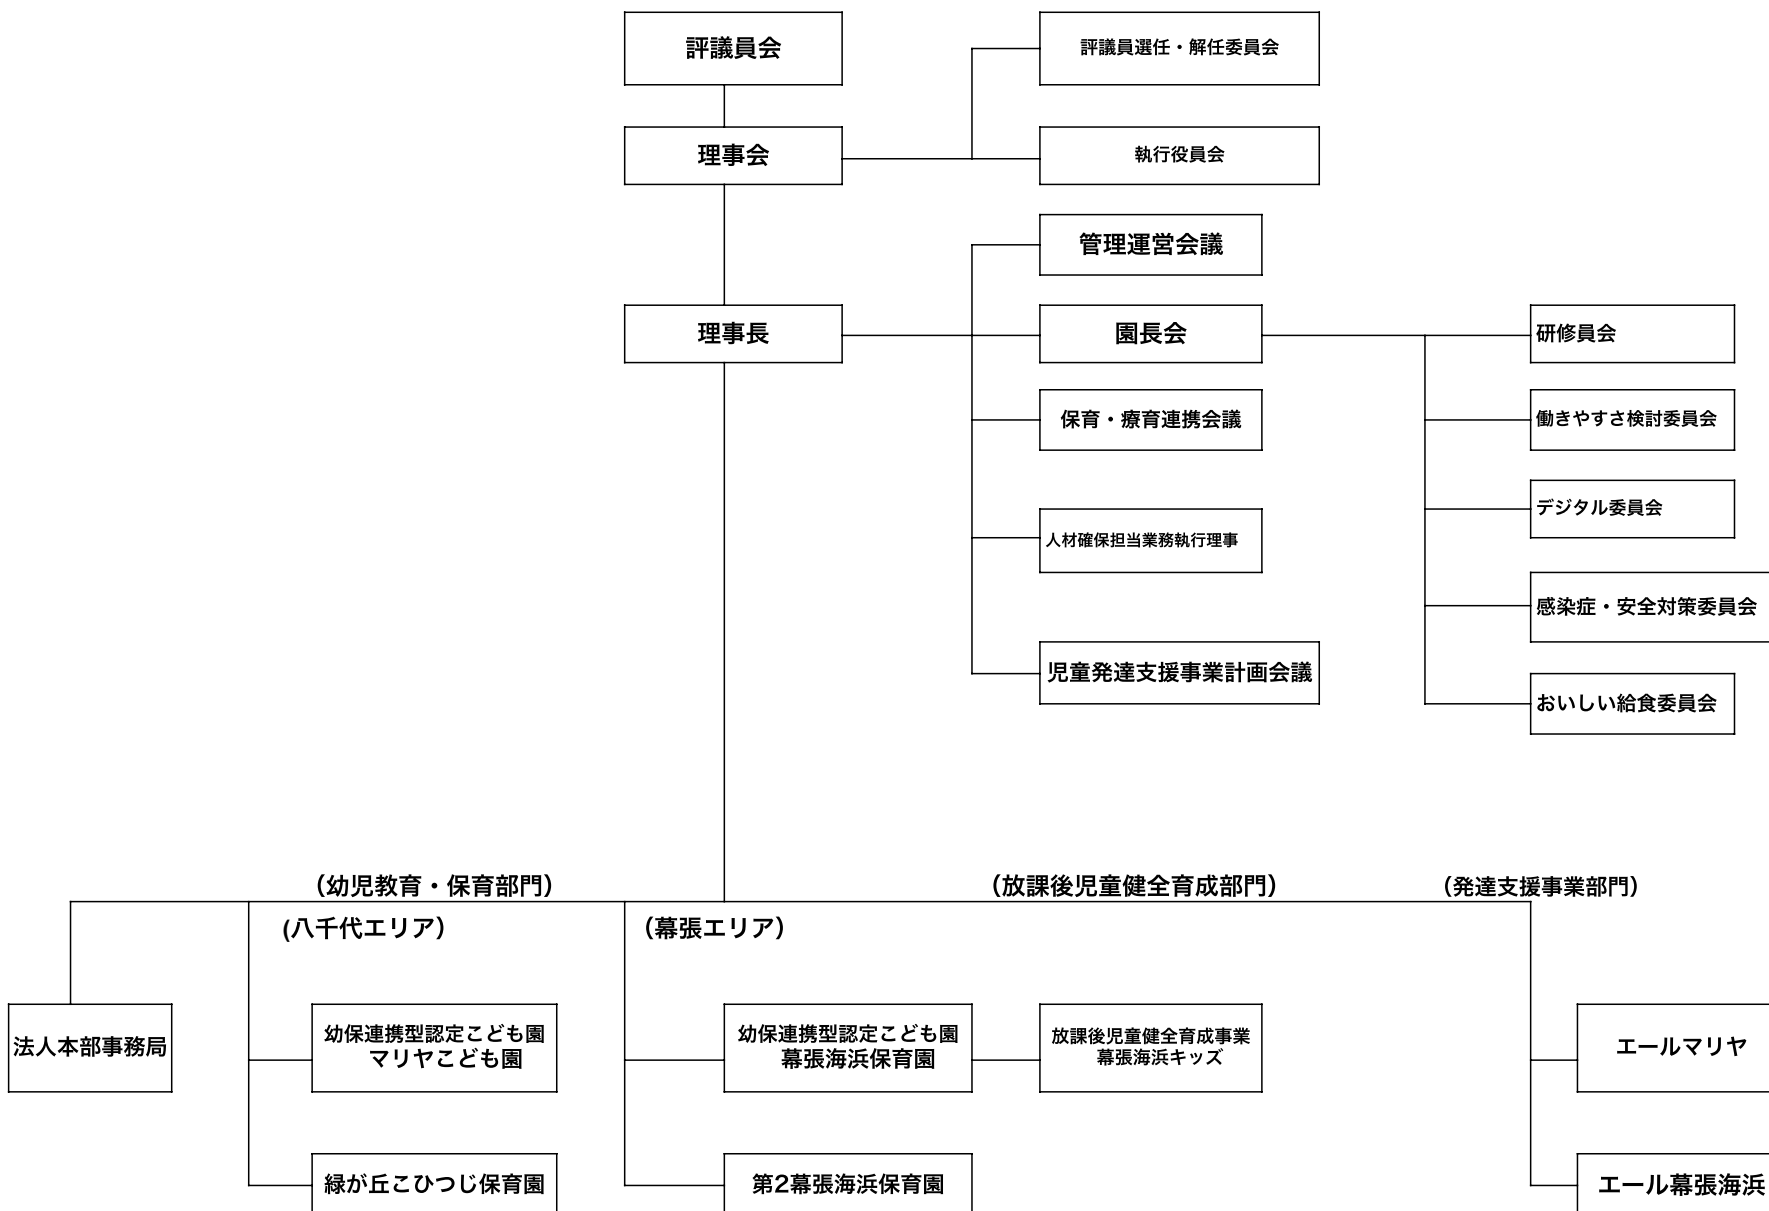 評議員会
評議員選任・解任委員会
理事会
執行役員会
管理運営会議
理事長
園長会
研修員会
保育・療育連携会議
働きやすさ検討委員会
デジタル委員会
人材確保担当業務執行理事
感染症・安全対策委員会
児童発達支援事業計画会議
おいしい給食委員会
（幼児教育・保育部門）
（放課後児童健全育成部門）
（発達支援事業部門）
(八千代エリア）
（幕張エリア）
法人本部事務局
幼保連携型認定こども園
マリヤこども園
幼保連携型認定こども園
幕張海浜保育園
放課後児童健全育成事業
幕張海浜キッズ
エールマリヤ
緑が丘こひつじ保育園
第2幕張海浜保育園
エール幕張海浜